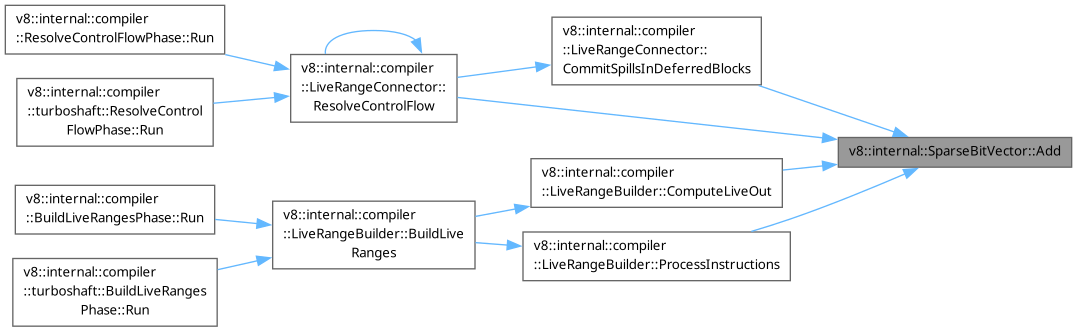 v8::internal::compiler
::ResolveControlFlowPhase::Run
v8::internal::compiler
::turboshaft::ResolveControl
FlowPhase::Run
v8::internal::compiler
::LiveRangeConnector::
ResolveControlFlow
v8::internal::compiler
::LiveRangeConnector::
CommitSpillsInDeferredBlocks
v8::internal::SparseBitVector::Add
v8::internal::compiler
::LiveRangeBuilder::ComputeLiveOut
v8::internal::compiler
::BuildLiveRangesPhase::Run
v8::internal::compiler
::LiveRangeBuilder::BuildLive
Ranges
v8::internal::compiler
::LiveRangeBuilder::ProcessInstructions
v8::internal::compiler
::turboshaft::BuildLiveRanges
Phase::Run